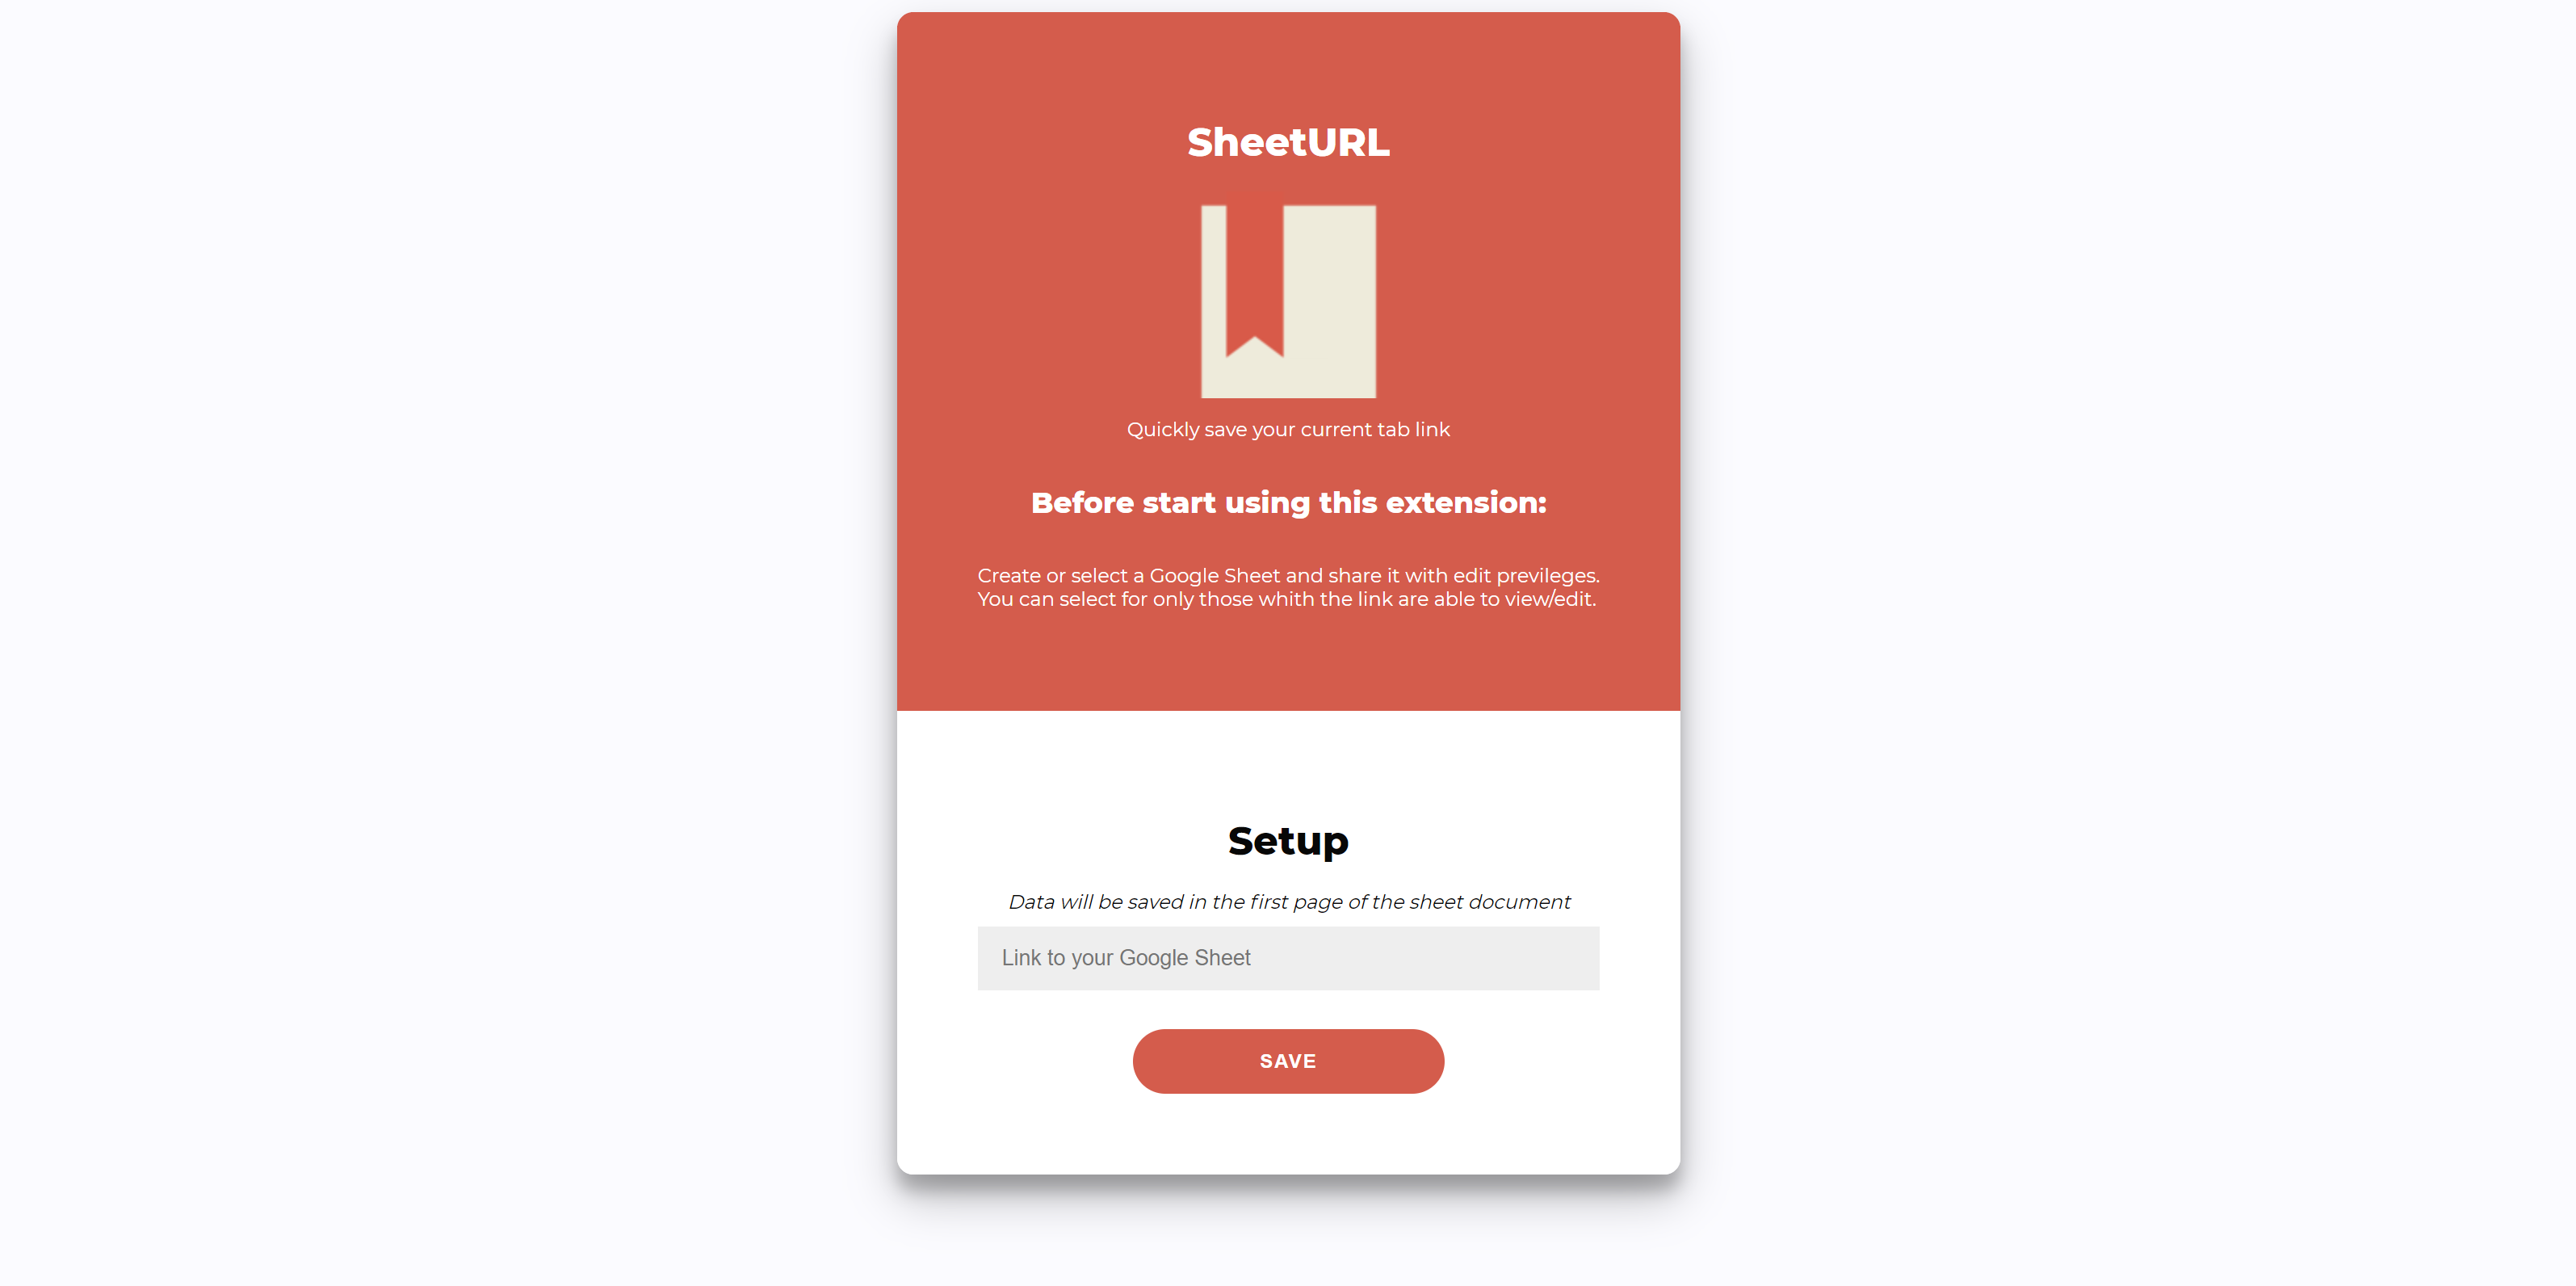 SheetURL
Quickly save your current tab link
Before start using this extension:
Create or select a Google Sheet and share it with edit previleges.
You can select for only those whith the link are able to view/edit.
Setup
Data will be saved in the first page of the sheet document
Link to your Google Sheet
SAVE